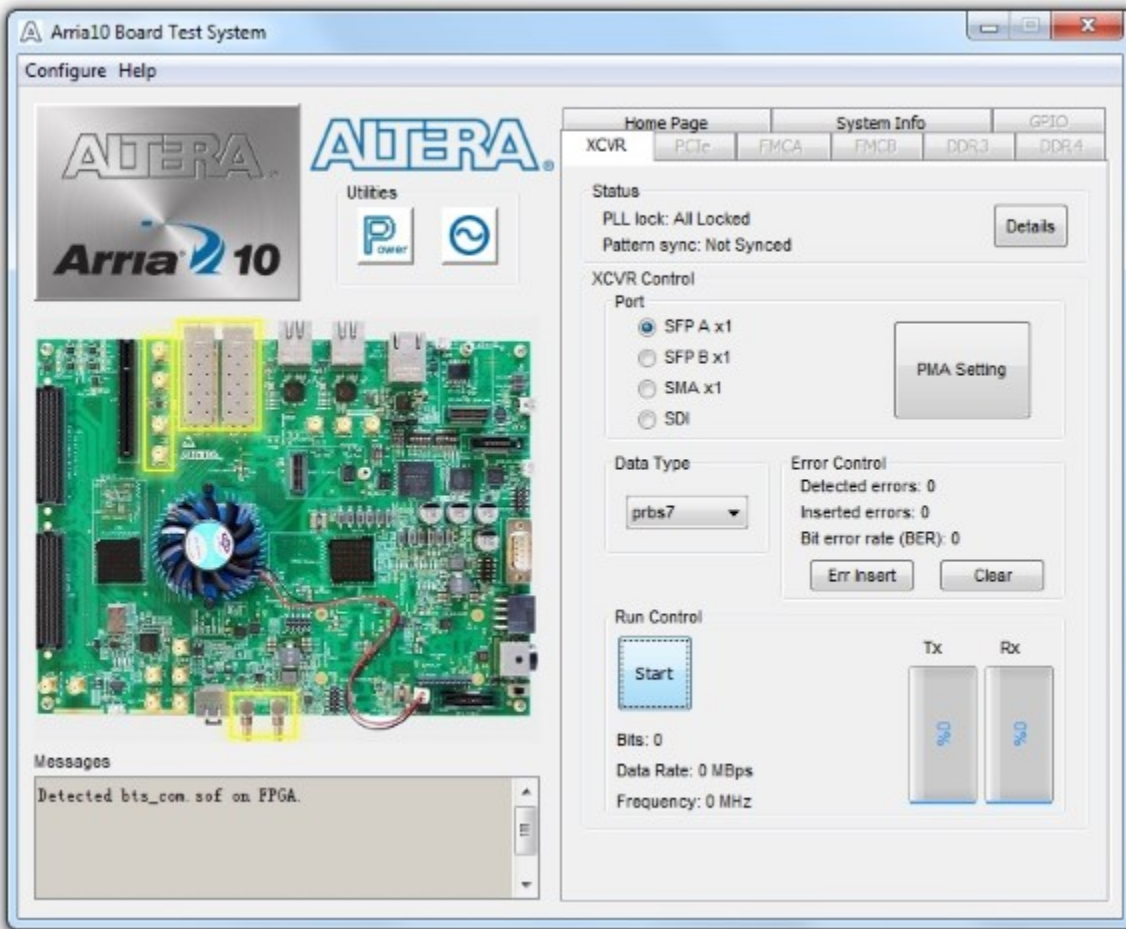 Arria10 Board Test System
Configure Help
ALTERA
Arria 10
ALTERA
Utilities
Power
Home Page System Info GPIO
XCVR PCIe FMCA FMCB DDR3 DDR4
Status
PLL lock: All Locked
Pattern sync: Not Synced
Details
XCVR Control
Port
SFP A x1
SFP B x1
SMA x1
SDI
PMA Setting
Data Type
prbs7
Error Control
Detected errors: 0
Inserted errors: 0
Bit error rate (BER): 0
Err Insert Clear
Run Control
Start
Tx Rx
0% 0%
Bits: 0
Data Rate: 0 MBps
Frequency: 0 MHz
Messages
Detected bts_com.sof on FPGA.